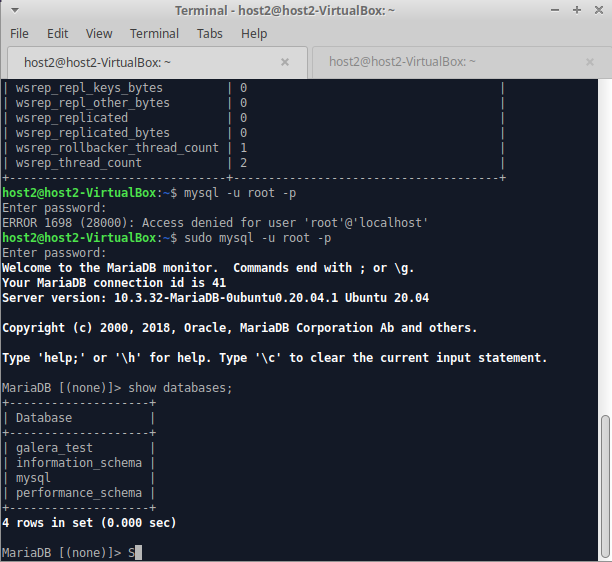 Terminal - host2@host2-VirtualBox: ~
File Edit View Terminal Tabs Help
host2@host2-VirtualBox: ~ × host2@host2-VirtualBox: ~ ×
| wsrep_repl_keys_bytes | 0 |
| wsrep_repl_other_bytes | 0 |
| wsrep_replicated | 0 |
| wsrep_replicated_bytes | 0 |
| wsrep_rollbacker_thread_count | 1 |
| wsrep_thread_count | 2 |
+-------------------------------+--------------------------------------+
host2@host2-VirtualBox:~$ mysql -u root -p
Enter password:
ERROR 1698 (28000): Access denied for user 'root'@'localhost'
host2@host2-VirtualBox:~$ sudo mysql -u root -p
Enter password:
Welcome to the MariaDB monitor.  Commands end with ; or \g.
Your MariaDB connection id is 41
Server version: 10.3.32-MariaDB-0ubuntu0.20.04.1 Ubuntu 20.04
Copyright (c) 2000, 2018, Oracle, MariaDB Corporation Ab and others.
Type 'help;' or '\h' for help. Type '\c' to clear the current input statement.
MariaDB [(none)]> show databases;
+--------------------+
| Database |
+--------------------+
| galera_test |
| information_schema |
| mysql |
| performance_schema |
+--------------------+
4 rows in set (0.000 sec)
MariaDB [(none)]> S